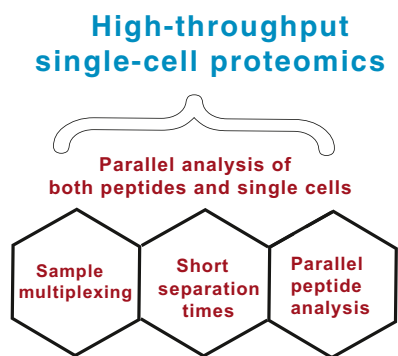 High-throughput
single-cell proteomics
Parallel analysis of
both peptides and single cells
Sample
multiplexing
Short
separation
times
Parallel
peptide
analysis